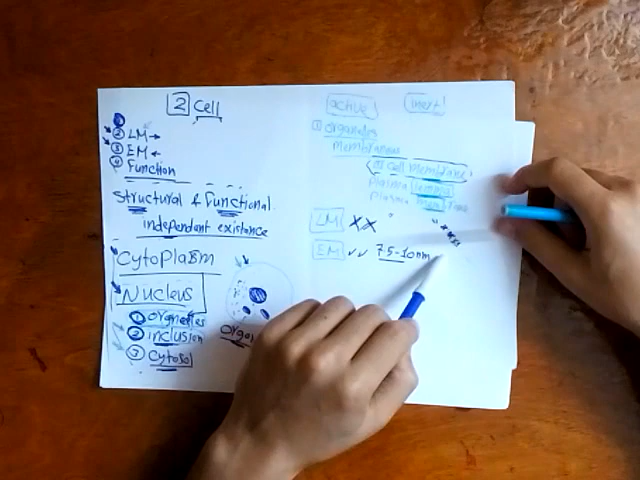 2 Cell
1
2 LM →
3 EM ←
4 Function
Structural & Functional
independent existence
Cytoplasm
Nucleus
1 organelles
2 inclusion
3 Cytosol
active
inert
1 organelles
Membranous
Cell membrane
Plasma lemma
Plasma membrane
LM XX
EM ✓✓ 7.5-10nm